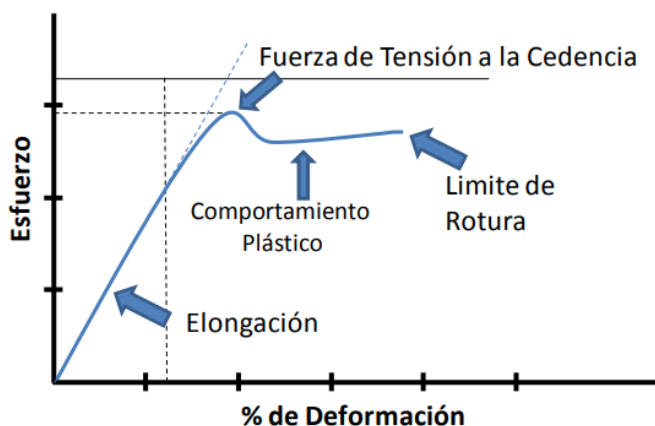 Fuerza de Tensión a la Cedencia
Esfuerzo
Comportamiento
Plástico
Limite de
Rotura
Elongación
% de Deformación